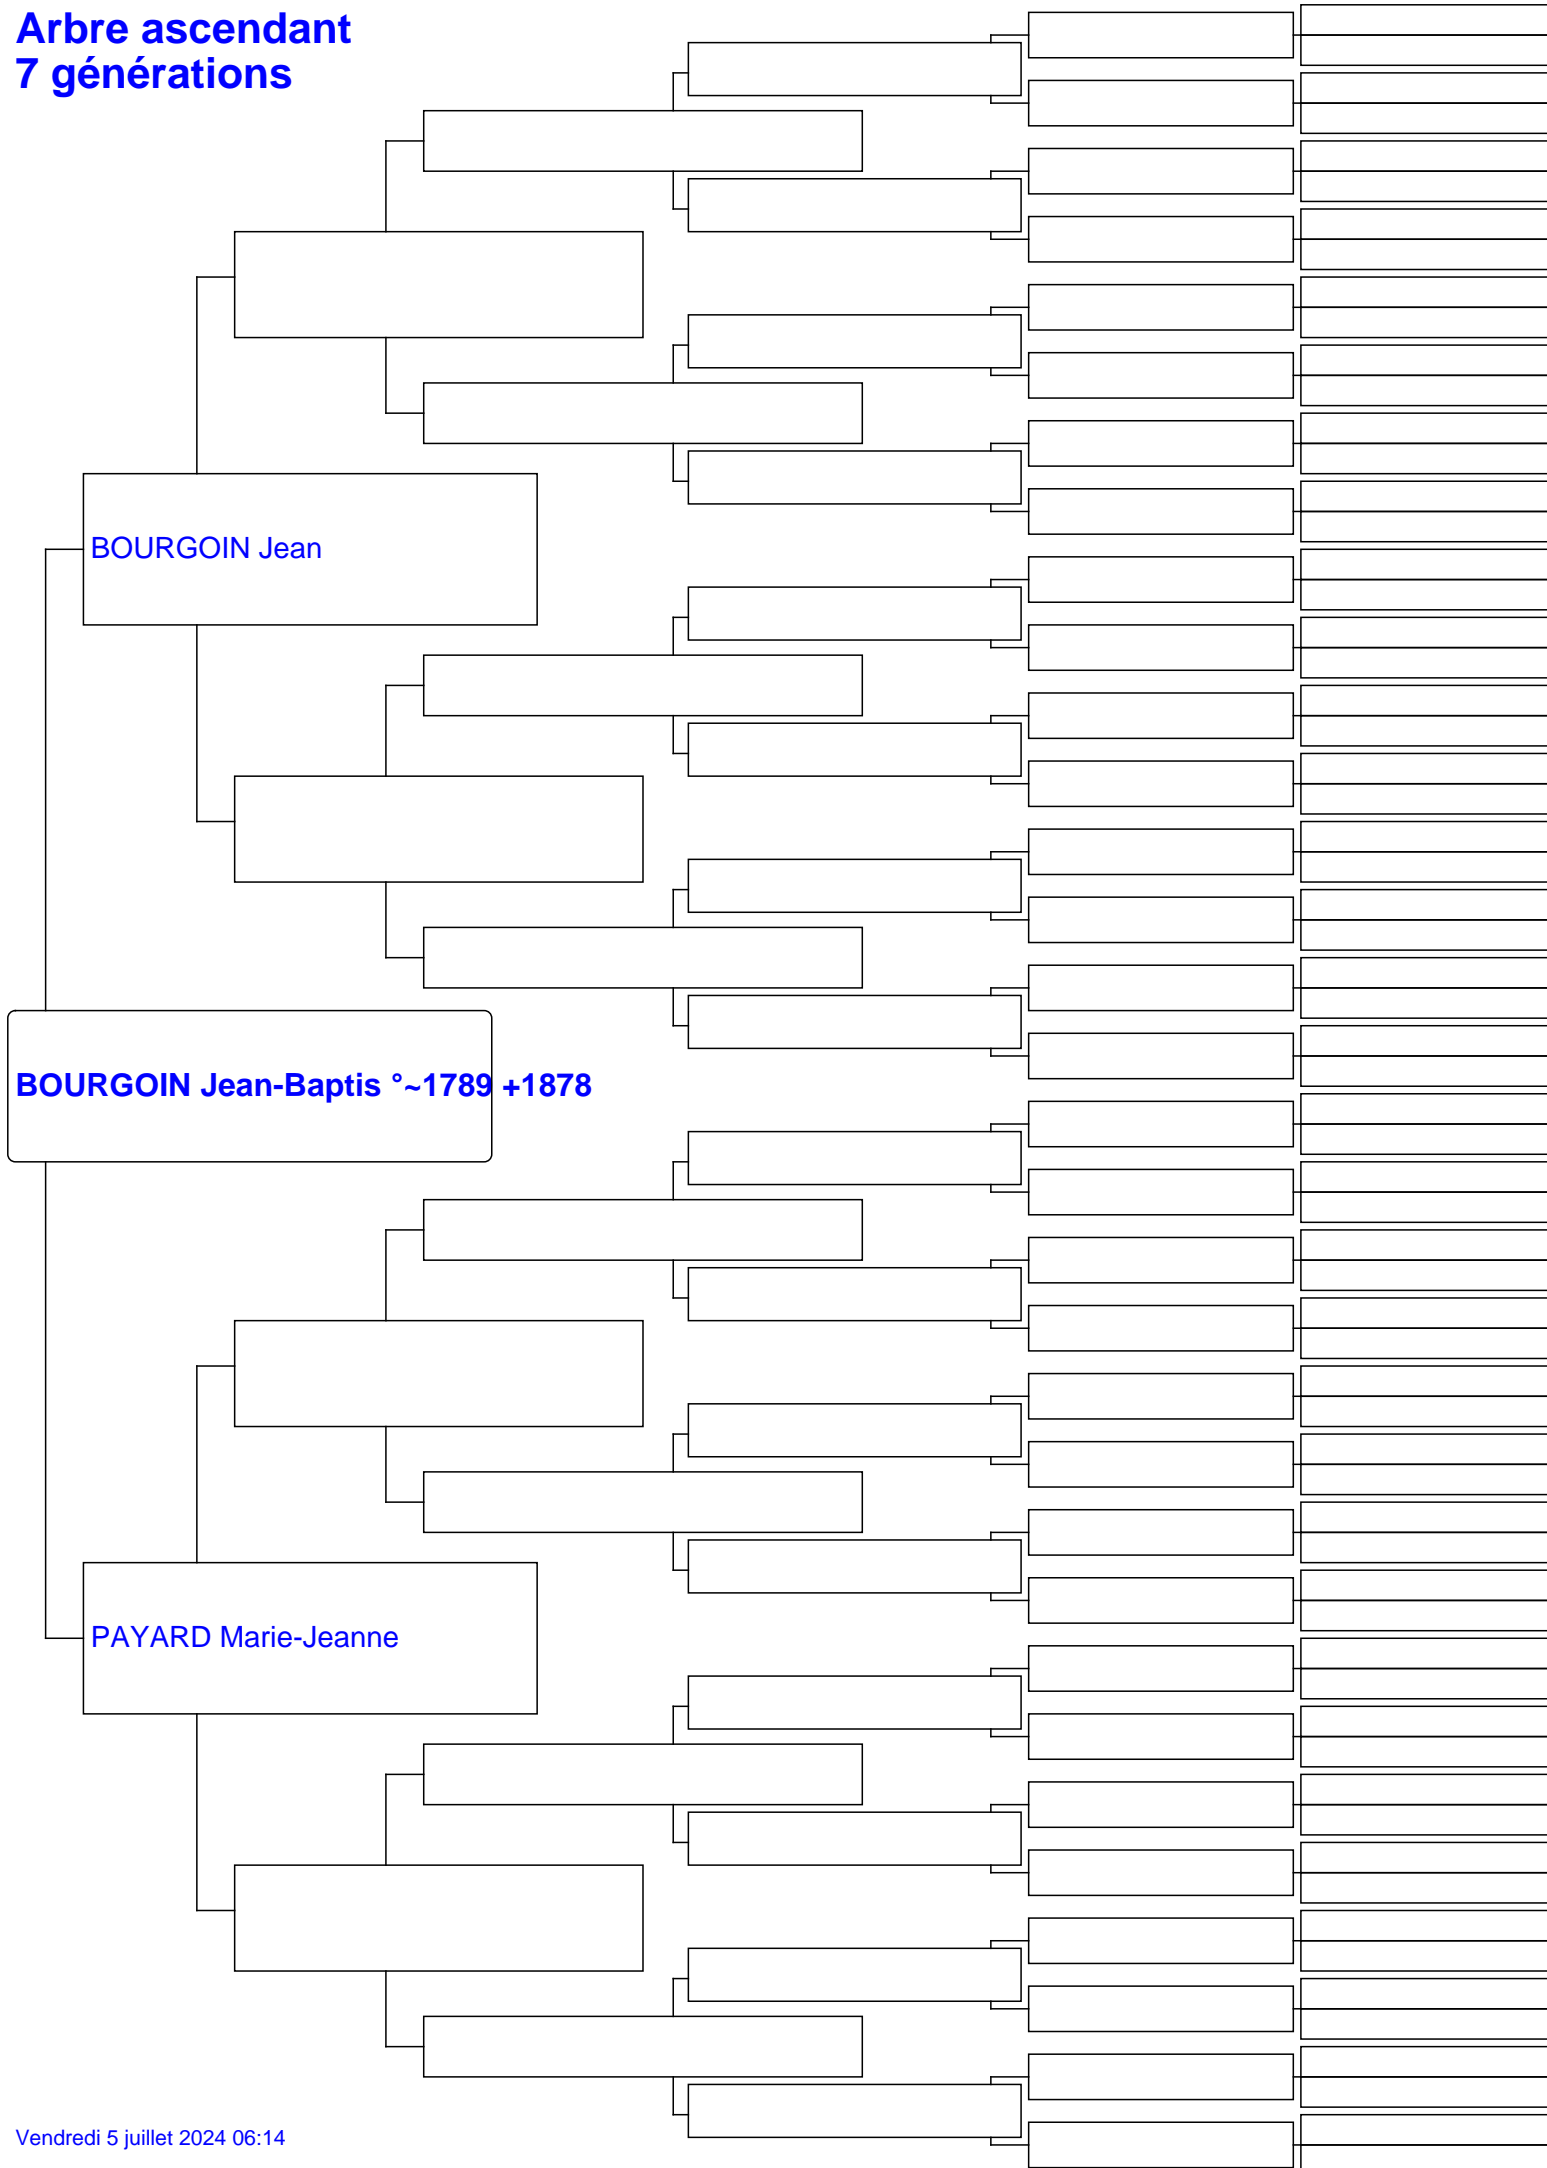 Arbre ascendant
7 générations
BOURGOIN Jean
BOURGOIN Jean-Baptis °~1789 +1878
PAYARD Marie-Jeanne
Vendredi 5 juillet 2024 06:14